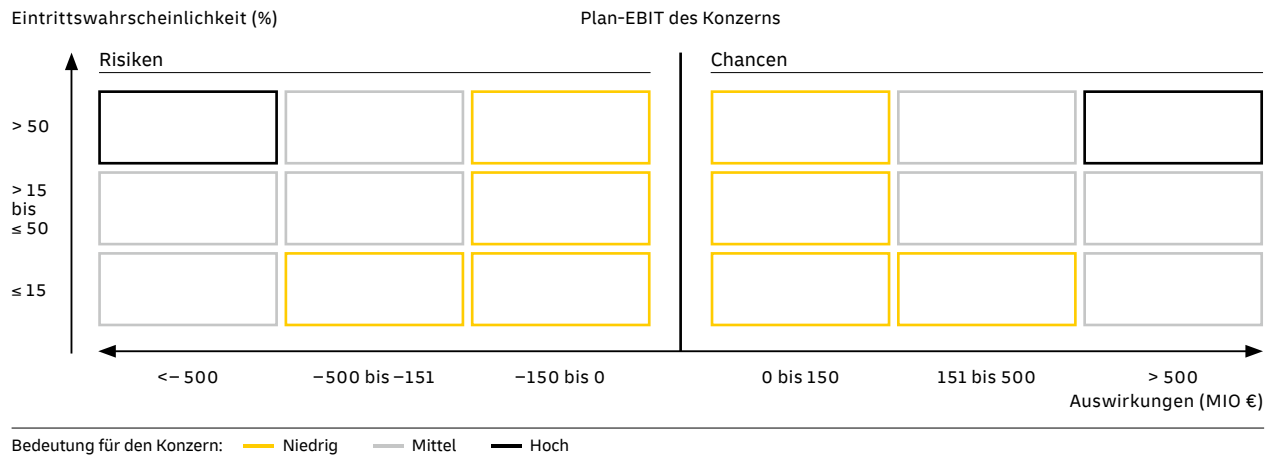 Eintrittswahrscheinlichkeit (%)
Plan-EBIT des Konzerns
Risiken
Chancen
> 50
> 15
bis
≤ 50
≤ 15
<− 500
−500 bis −151
−150 bis 0
0 bis 150
151 bis 500
> 500
Auswirkungen (MIO €)
Bedeutung für den Konzern: Niedrig Mittel Hoch